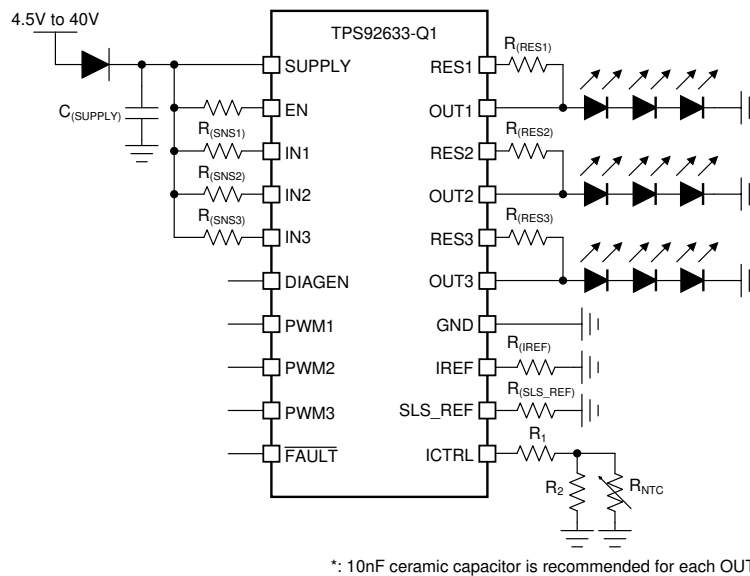 4.5V to 40V
TPS92633-Q1
C(SUPPLY)
R(SNS1)
R(SNS2)
R(SNS3)
SUPPLY
EN
IN1
IN2
IN3
DIAGEN
PWM1
PWM2
PWM3
FAULT
RES1
OUT1
RES2
OUT2
RES3
OUT3
GND
IREF
SLS_REF
ICTRL
R(RES1)
R(RES2)
R(RES3)
R(IREF)
R(SLS_REF)
R1
R2
RNTC
*: 10nF ceramic capacitor is recommended for each OUT